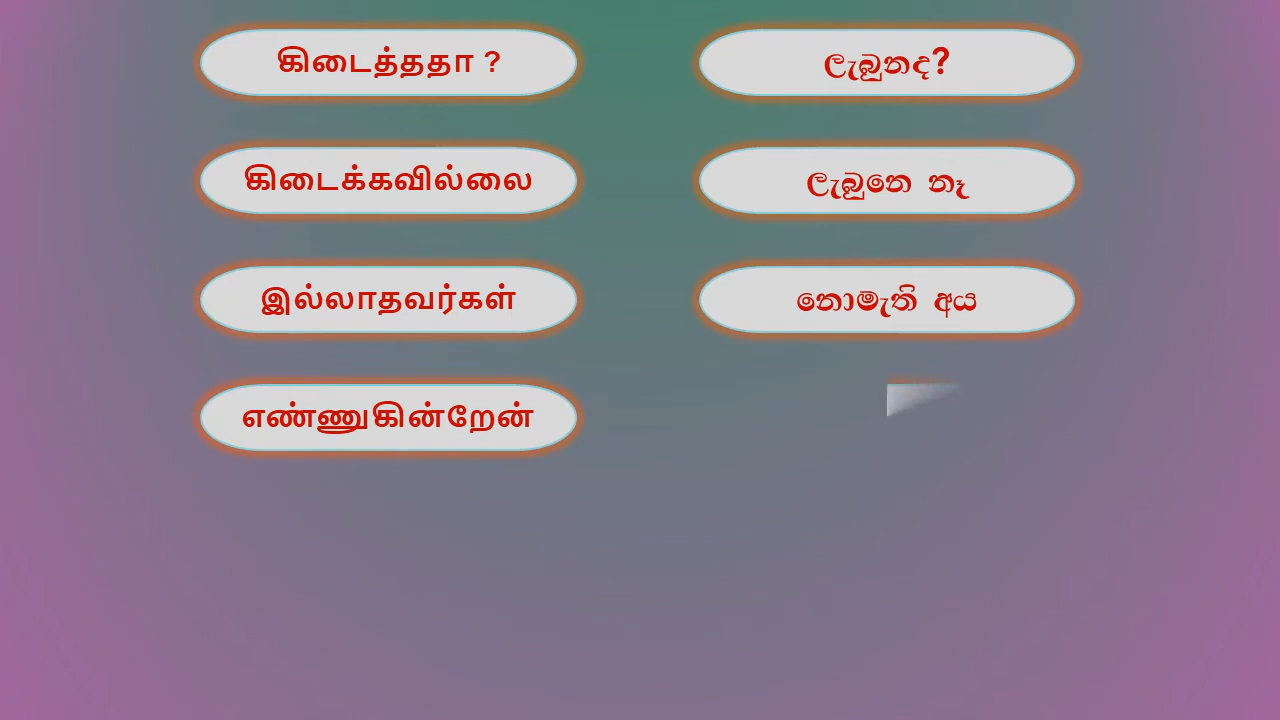 கிடைத்ததா ?
ලැබුනද?
கிடைக்கவில்லை
ලැබුනෙ නෑ
இல்லாதவர்கள்
නොමැති අය
எண்ணுகின்றேன்